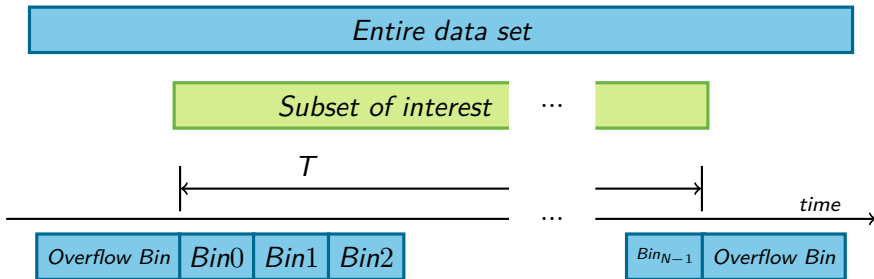 Entire data set
Subset of interest ...
T
time
...
Overflow Bin Bin0 Bin1 Bin2 Bin_{N−1} Overflow Bin